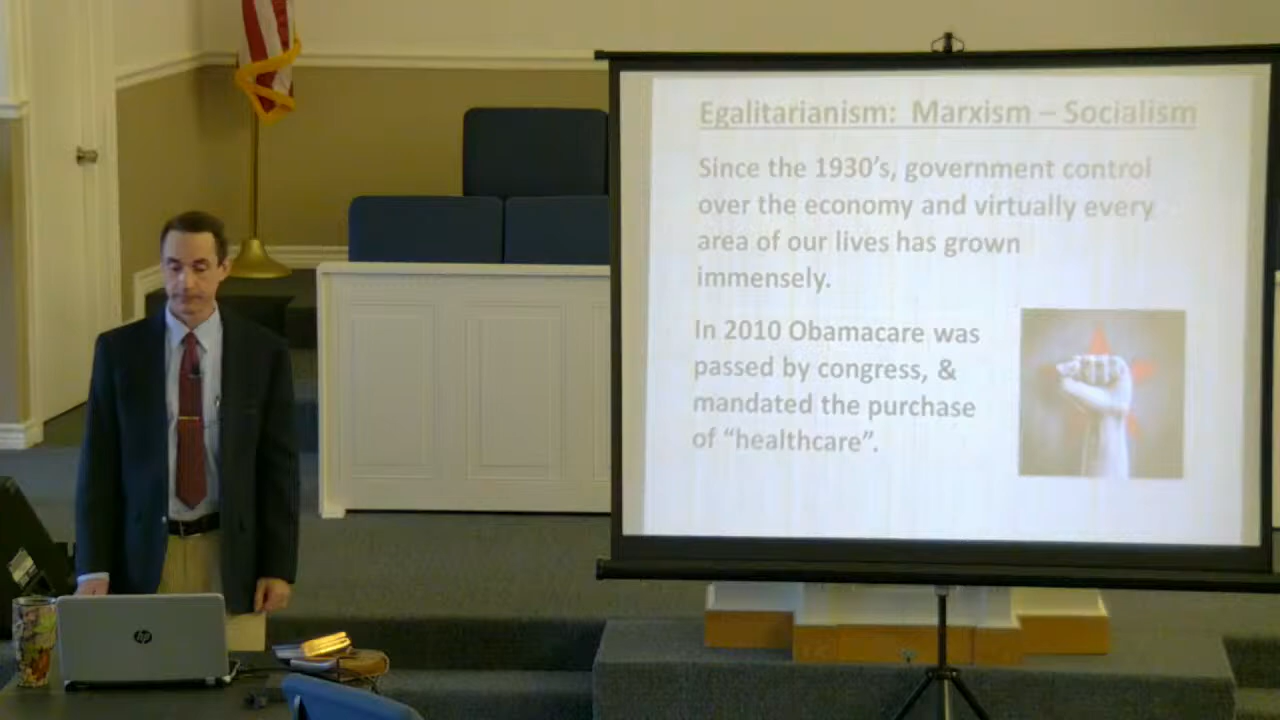 Egalitarianism: Marxism – Socialism
Since the 1930's, government control
over the economy and virtually every
area of our lives has grown
immensely.
In 2010 Obamacare was
passed by congress, &
mandated the purchase
of “healthcare”.
hp